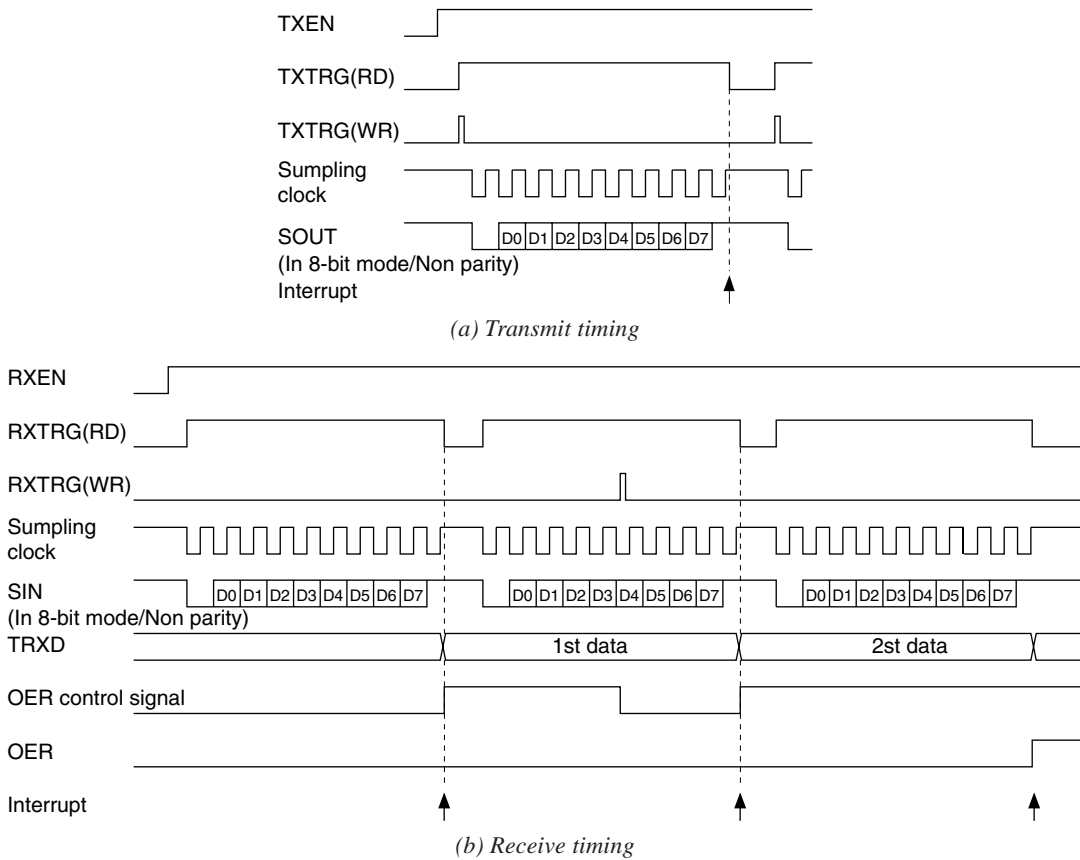 TXEN
TXTRG(RD)
TXTRG(WR)
Sumpling
clock
SOUT
D0 D1 D2 D3 D4 D5 D6 D7
(In 8-bit mode/Non parity)
Interrupt
(a) Transmit timing
RXEN
RXTRG(RD)
RXTRG(WR)
Sumpling
clock
SIN
D0 D1 D2 D3 D4 D5 D6 D7 D0 D1 D2 D3 D4 D5 D6 D7 D0 D1 D2 D3 D4 D5 D6 D7
(In 8-bit mode/Non parity)
TRXD 1st data 2st data
OER control signal
OER
Interrupt
(b) Receive timing